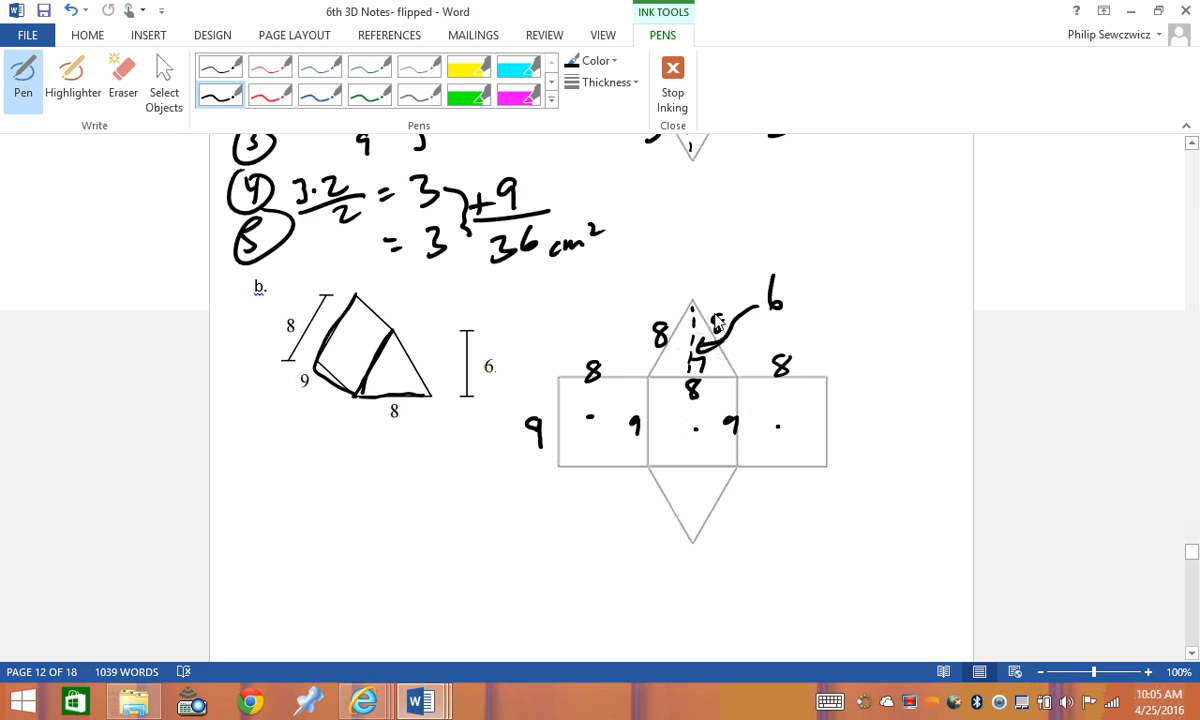 6th 3D Notes- flipped - Word
INK TOOLS
?
FILE
HOME
INSERT
DESIGN
PAGE LAYOUT
REFERENCES
MAILINGS
REVIEW
VIEW
PENS
Philip Sewczwicz
Pen
Highlighter
Eraser
Select Objects
Color
Thickness
Stop Inking
Write
Pens
Close
④ 3·2/2 = 3 + 9
⑤ = 3 36 cm²
b.
8
9
8
6.
6
8
8
8
8
9
9
9
PAGE 12 OF 18
1039 WORDS
100%
10:05 AM
4/25/2016